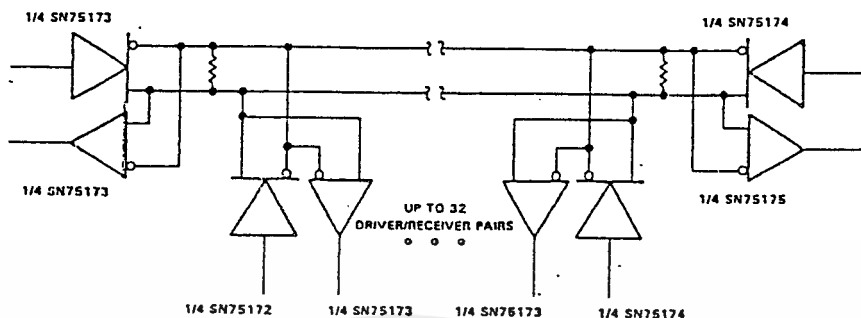 1/4 SN75173
1/4 SN75174
1/4 SN75173
1/4 SN75175
UP TO 32
DRIVER/RECEIVER PAIRS
1/4 SN75172
1/4 SN75173
1/4 SN75173
1/4 SN75174